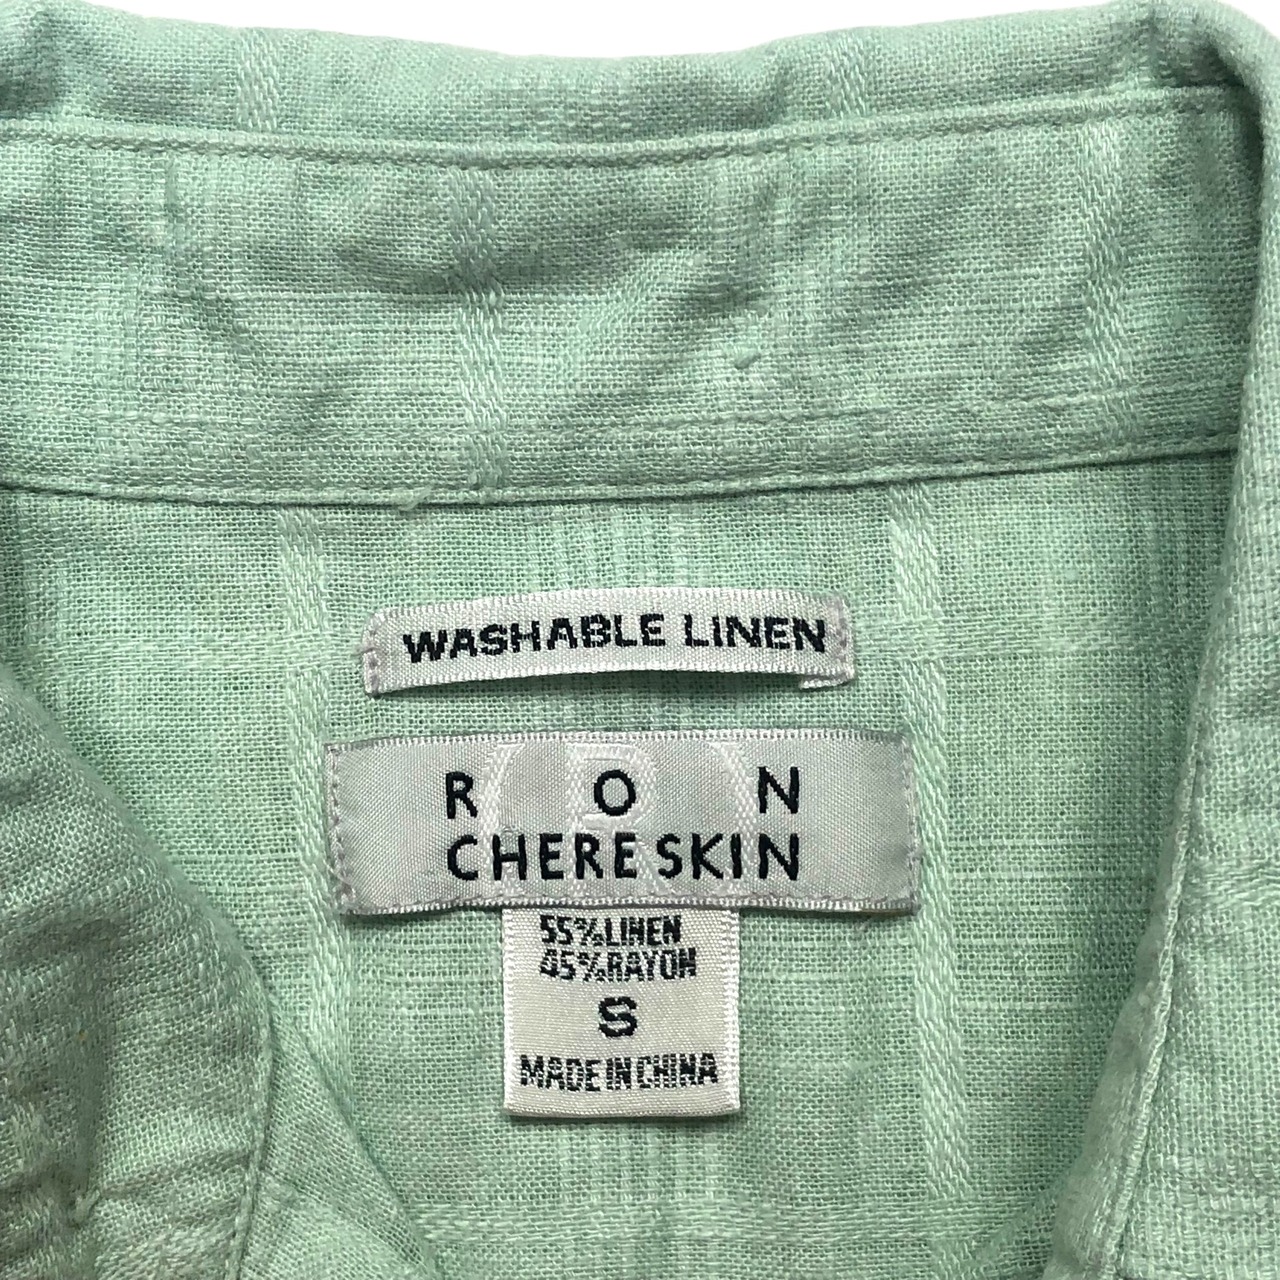 WASHABLE LINEN
R O N
CHERESKIN
55%LINEN
45%RAYON
S
MADE IN CHINA